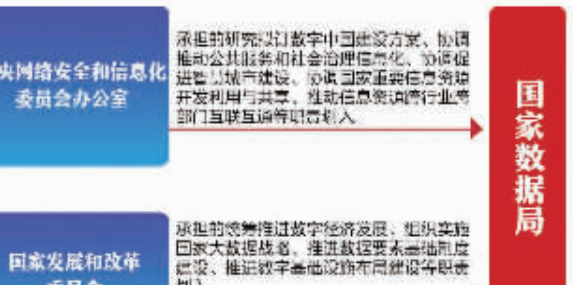 央网络安全和信息化
委员会办公室
承担的研究拟订数字中国建设方案、协调
推动公共服务和社会治理信息化、协调促
进智慧城市建设、协调国家重要信息资源
开发利用与共享、推动信息资源跨行业跨
部门互联互通等职责划入
国家数据局
国家发展和改革
委员会
承担的统筹推进数字经济发展、组织实施
国家大数据战略、推进数据要素基础制度
建设、推进数字基础设施布局建设等职责
划入